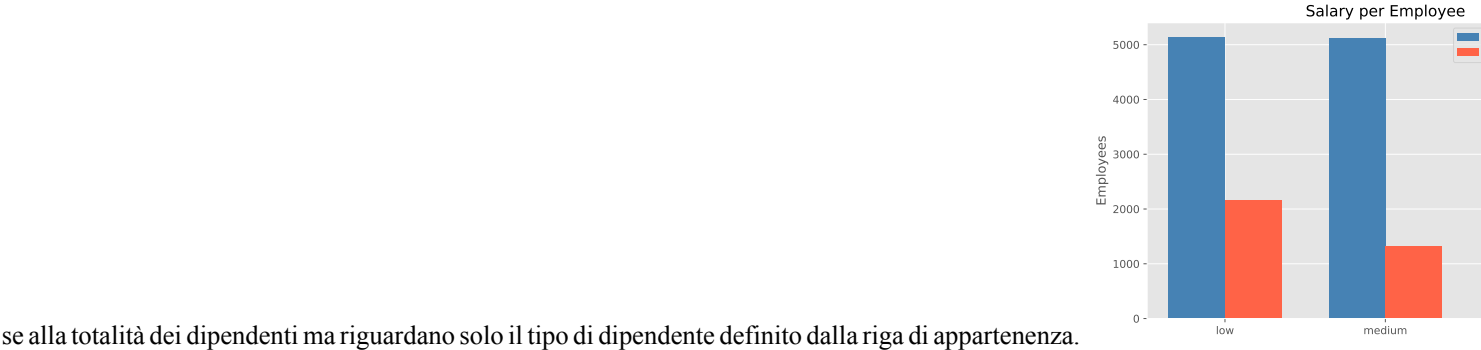 Salary per Employee
5000
4000
3000
2000
1000
0
Employees
low
medium
se alla totalità dei dipendenti ma riguardano solo il tipo di dipendente definito dalla riga di appartenenza.